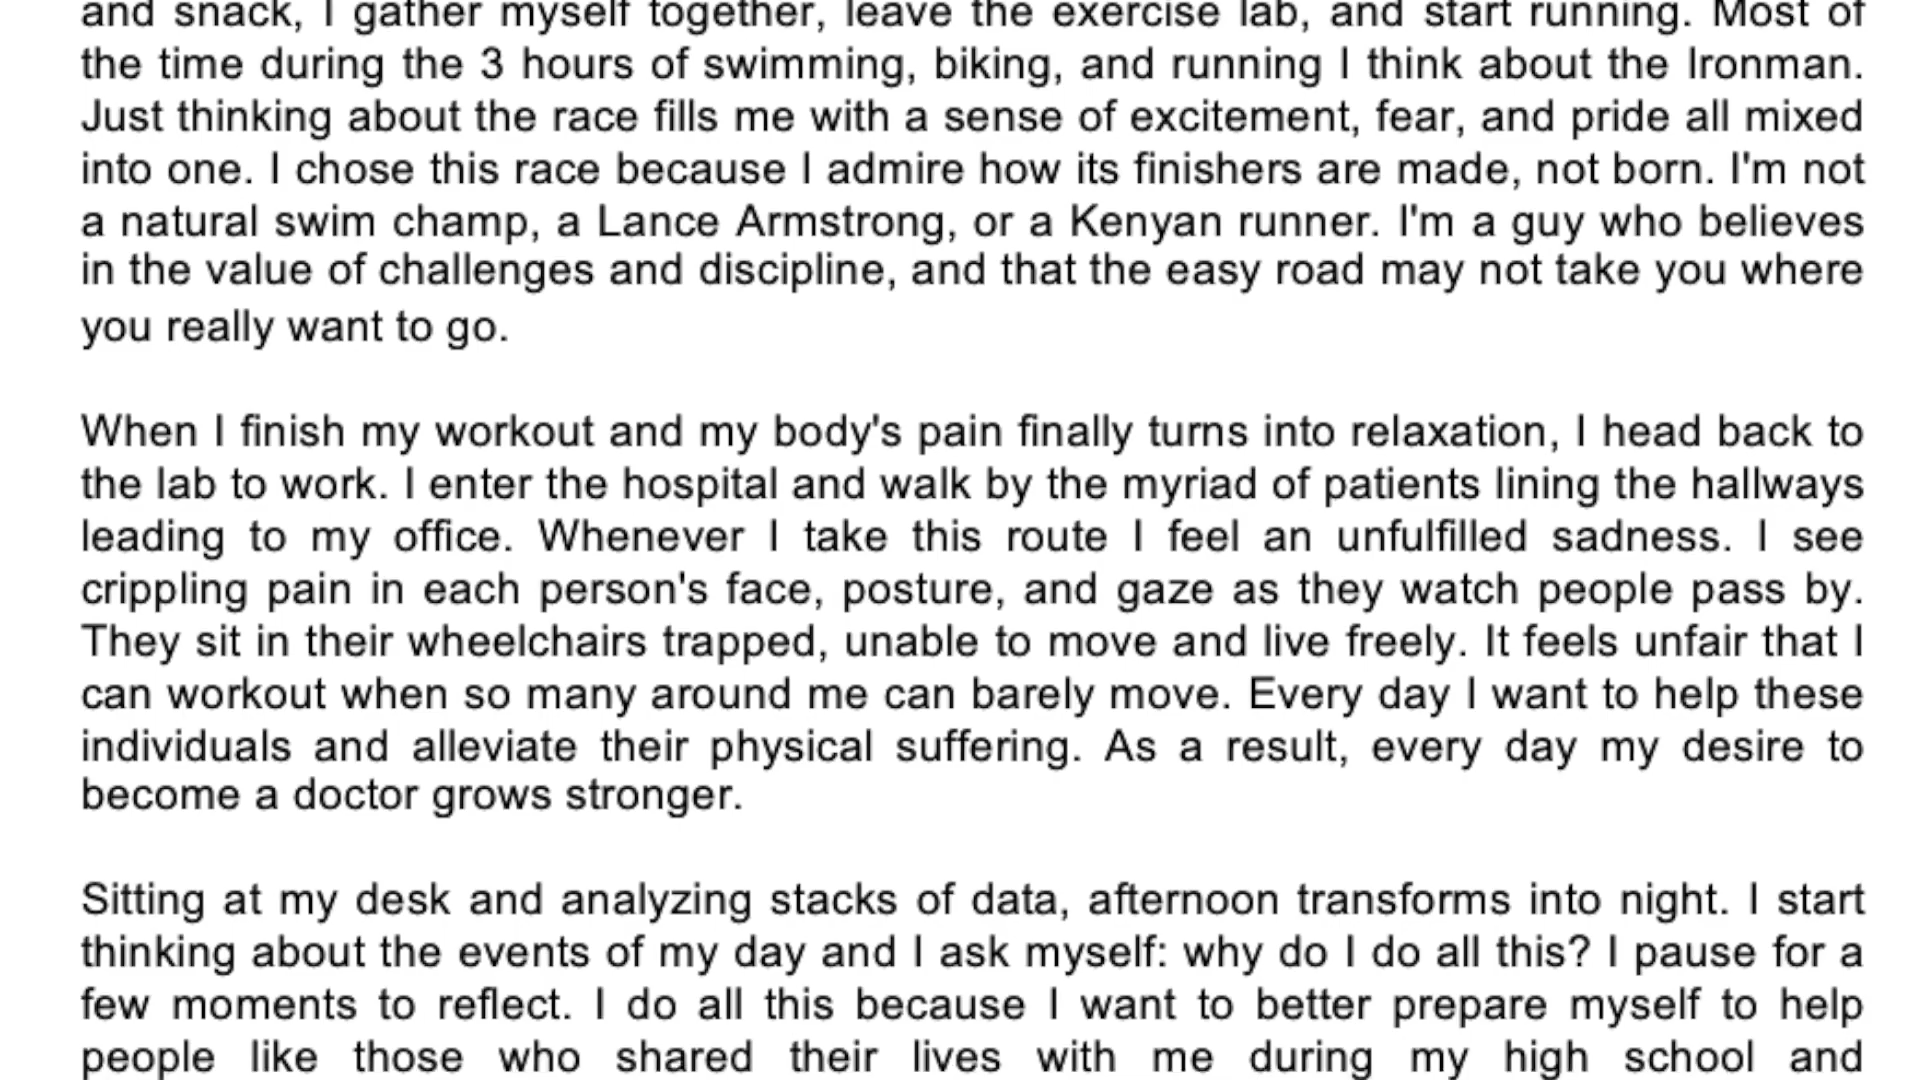 and snack, I gather myself together, leave the exercise lab, and start running. Most of
the time during the 3 hours of swimming, biking, and running I think about the Ironman.
Just thinking about the race fills me with a sense of excitement, fear, and pride all mixed
into one. I chose this race because I admire how its finishers are made, not born. I'm not
a natural swim champ, a Lance Armstrong, or a Kenyan runner. I'm a guy who believes
in the value of challenges and discipline, and that the easy road may not take you where
you really want to go.
When I finish my workout and my body's pain finally turns into relaxation, I head back to
the lab to work. I enter the hospital and walk by the myriad of patients lining the hallways
leading to my office. Whenever I take this route I feel an unfulfilled sadness. I see
crippling pain in each person's face, posture, and gaze as they watch people pass by.
They sit in their wheelchairs trapped, unable to move and live freely. It feels unfair that I
can workout when so many around me can barely move. Every day I want to help these
individuals and alleviate their physical suffering. As a result, every day my desire to
become a doctor grows stronger.
Sitting at my desk and analyzing stacks of data, afternoon transforms into night. I start
thinking about the events of my day and I ask myself: why do I do all this? I pause for a
few moments to reflect. I do all this because I want to better prepare myself to help
people like those who shared their lives with me during my high school and